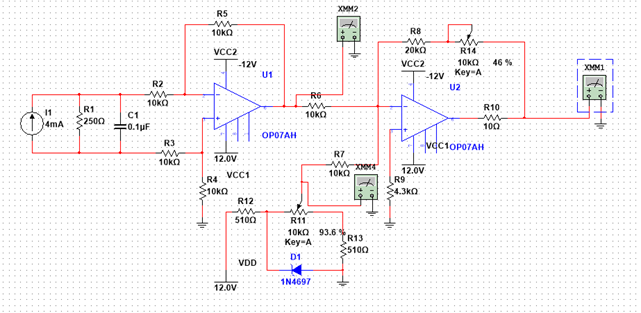 XMM2
R5
10kΩ
R8
20kΩ
R14
10kΩ
Key=A
46 %
XMM1
VCC2
-12V
U1
VCC2
-12V
U2
R2
10kΩ
R6
10kΩ
R10
10Ω
I1
4mA
R1
250Ω
C1
0.1µF
OP07AH
OP07AH
R3
10kΩ
12.0V
VCC1
R7
10kΩ
XMM4
VCC1
12.0V
R4
10kΩ
R9
4.3kΩ
R12
510Ω
R11
10kΩ
Key=A
93.6 %
R13
510Ω
VDD
12.0V
D1
1N4697